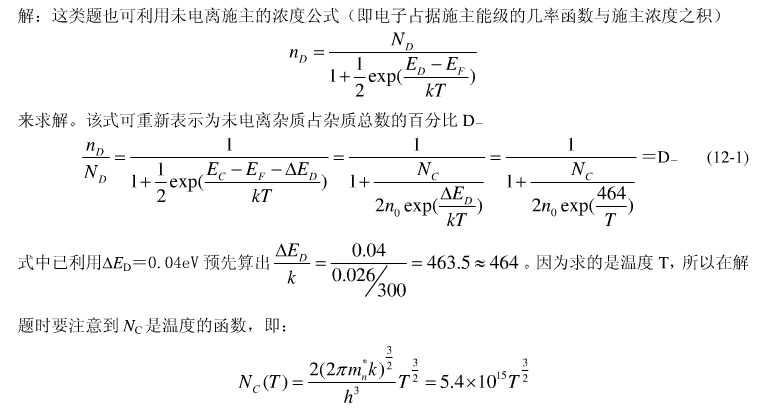 解：这类题也可利用未电离施主的浓度公式（即电子占据施主能级的几率函数与施主浓度之积）
n_D = \frac{N_D}{1+\frac{1}{2}\exp(\frac{E_D-E_F}{kT})}
来求解。该式可重新表示为未电离杂质占杂质总数的百分比 D_
\frac{n_D}{N_D} = \frac{1}{1+\frac{1}{2}\exp(\frac{E_C-E_F-\Delta E_D}{kT})} = \frac{1}{1+\frac{N_C}{2n_0\exp(\frac{\Delta E_D}{kT})}} = \frac{1}{1+\frac{N_C}{2n_0\exp(\frac{464}{T})}} =D_ (12-1)
式中已利用ΔE_D=0.04eV 预先算出 \frac{\Delta E_D}{k} = \frac{0.04}{0.026/300} = 463.5 ≈ 464 。因为求的是温度 T，所以在解
题时要注意到 N_C 是温度的函数，即：
N_C(T) = \frac{2(2\pi m_n^* k)^{\frac{3}{2}}}{h^3} T^{\frac{3}{2}} = 5.4×10^{15} T^{\frac{3}{2}}